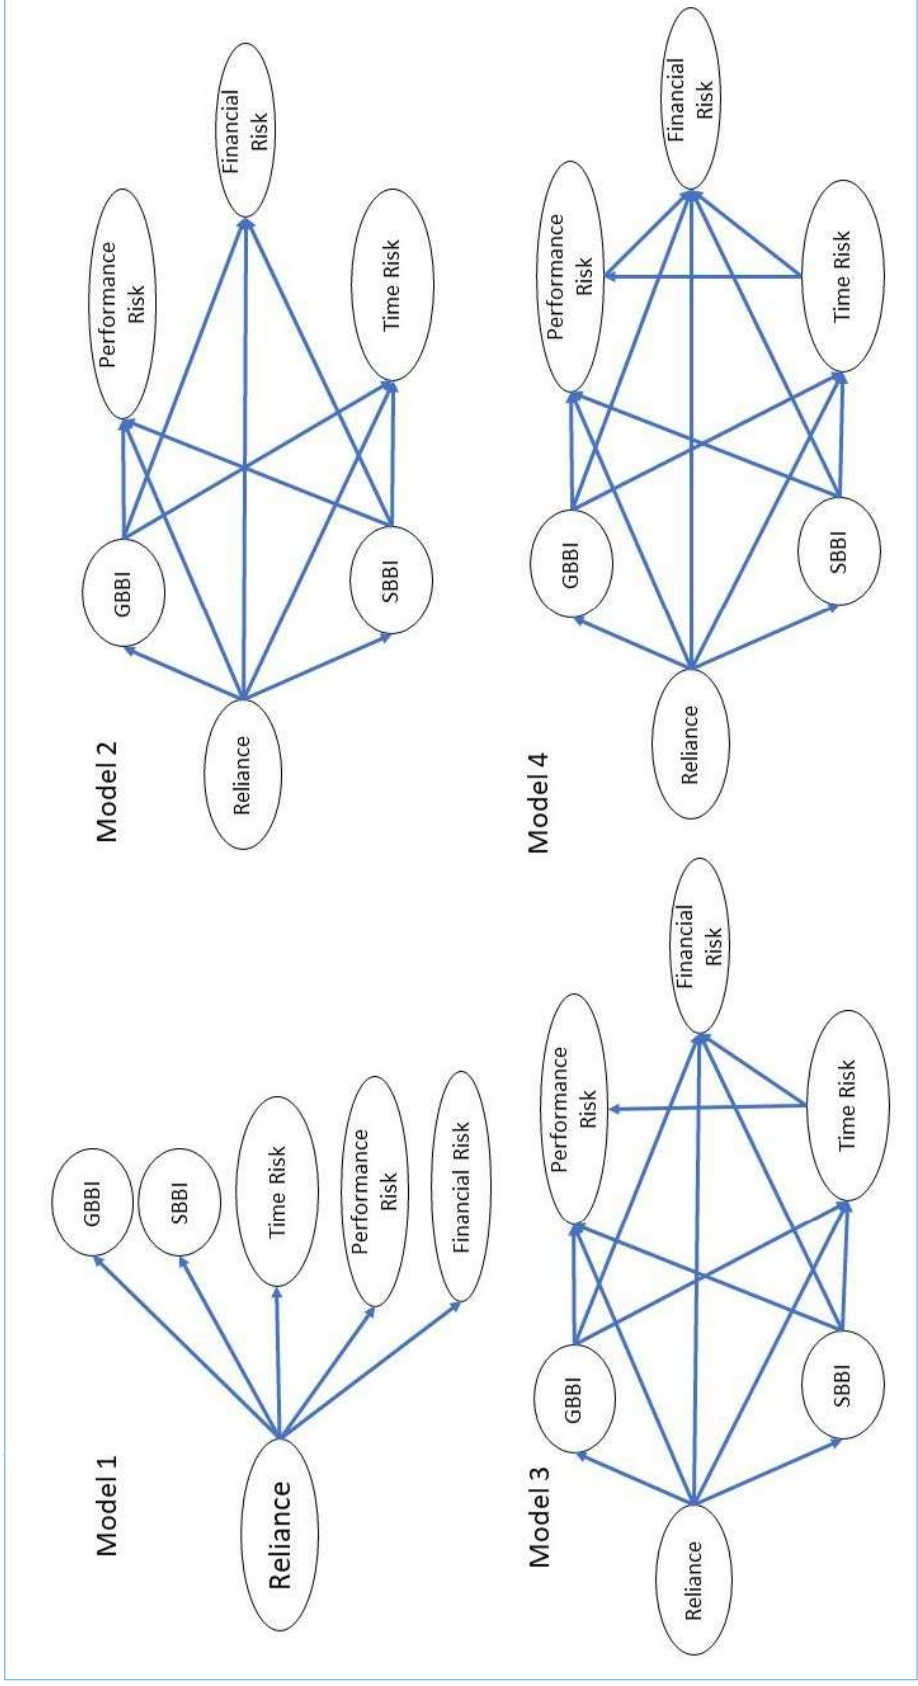 Model 1
Reliance
GBBI
SBBI
Time Risk
Performance
Risk
Financial Risk
Model 2
Reliance
GBBI
SBBI
Performance
Risk
Time Risk
Financial
Risk
Model 3
Reliance
GBBI
SBBI
Performance
Risk
Time Risk
Financial
Risk
Model 4
Reliance
GBBI
SBBI
Performance
Risk
Time Risk
Financial
Risk